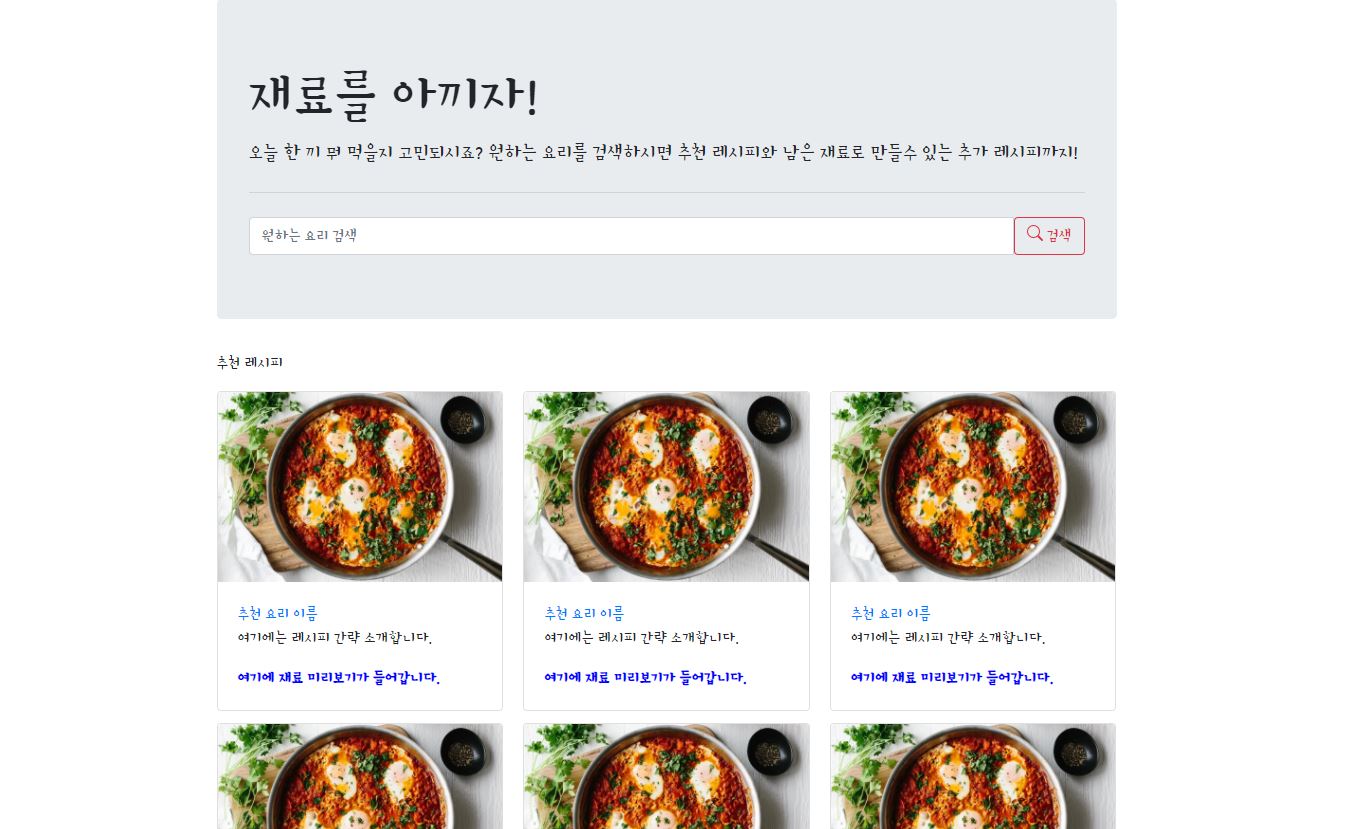 재료를 아끼자!
오늘 한 끼 뭐 먹을지 고민되시죠? 원하는 요리를 검색하시면 추천 레시피와 남은 재료로 만들수 있는 추가 레시피까지!
원하는 요리 검색
검색
추천 레시피
추천 요리 이름
여기에는 레시피 간략 소개합니다.
여기에 재료 미리보기가 들어갑니다.
추천 요리 이름
여기에는 레시피 간략 소개합니다.
여기에 재료 미리보기가 들어갑니다.
추천 요리 이름
여기에는 레시피 간략 소개합니다.
여기에 재료 미리보기가 들어갑니다.